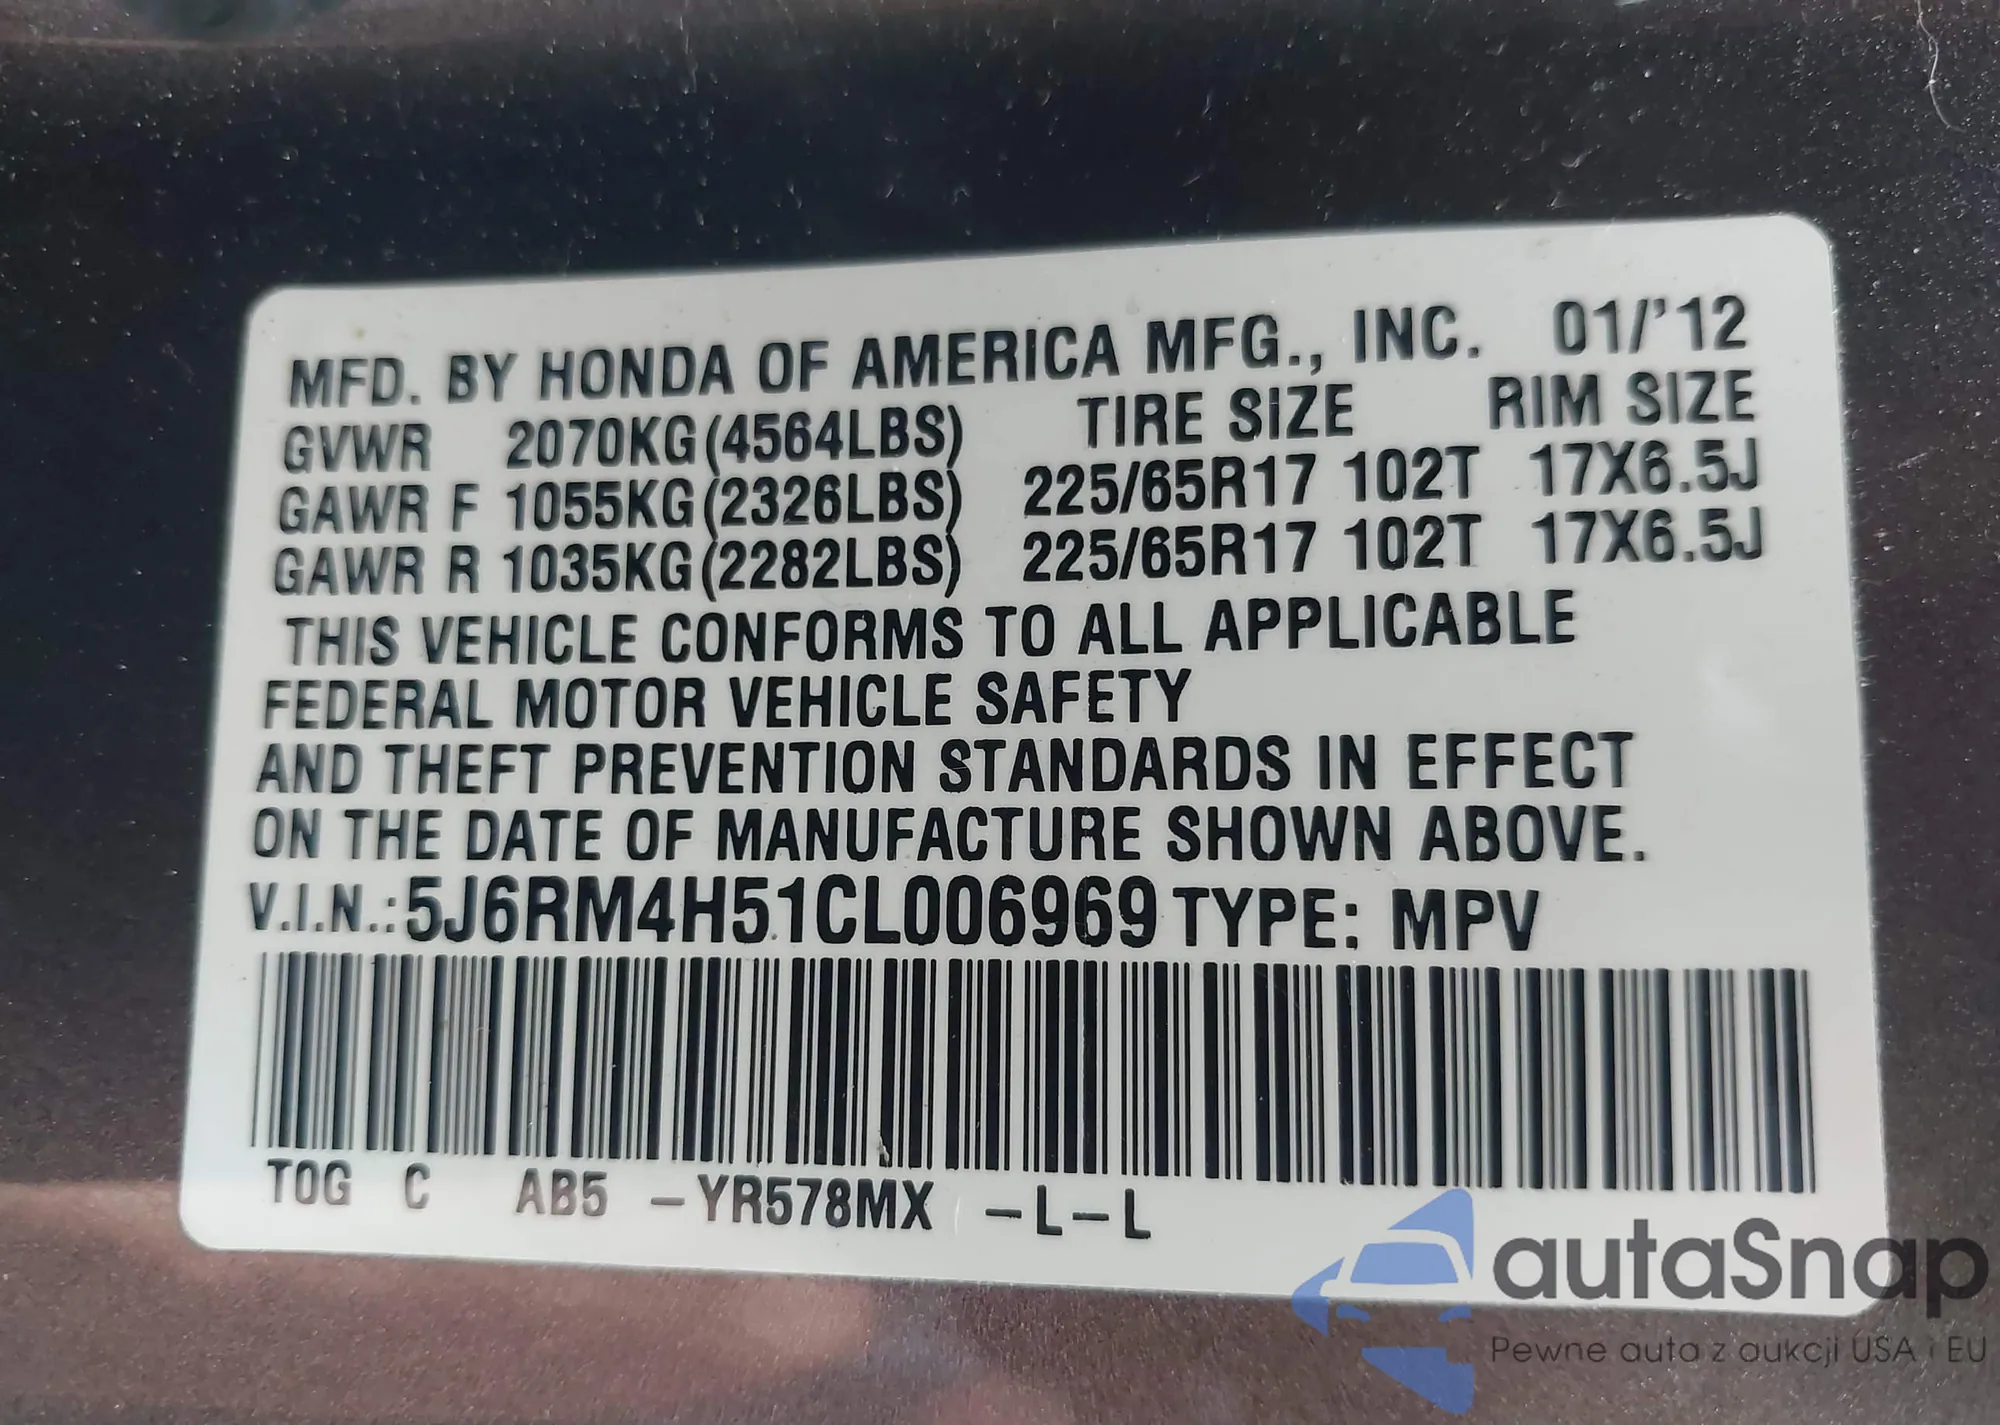 MFD. BY HONDA OF AMERICA MFG., INC. 01/'12
GVWR 2070KG(4564LBS) TIRE SIZE RIM SIZE
GAWR F 1055KG(2326LBS) 225/65R17 102T 17X6.5J
GAWR R 1035KG(2282LBS) 225/65R17 102T 17X6.5J
THIS VEHICLE CONFORMS TO ALL APPLICABLE
FEDERAL MOTOR VEHICLE SAFETY
AND THEFT PREVENTION STANDARDS IN EFFECT
ON THE DATE OF MANUFACTURE SHOWN ABOVE.
V.I.N.:5J6RM4H51CL006969 TYPE: MPV
TOG C AB5 -YR578MX -L-L
autaSnap
Pewne auta z aukcji USA i EU